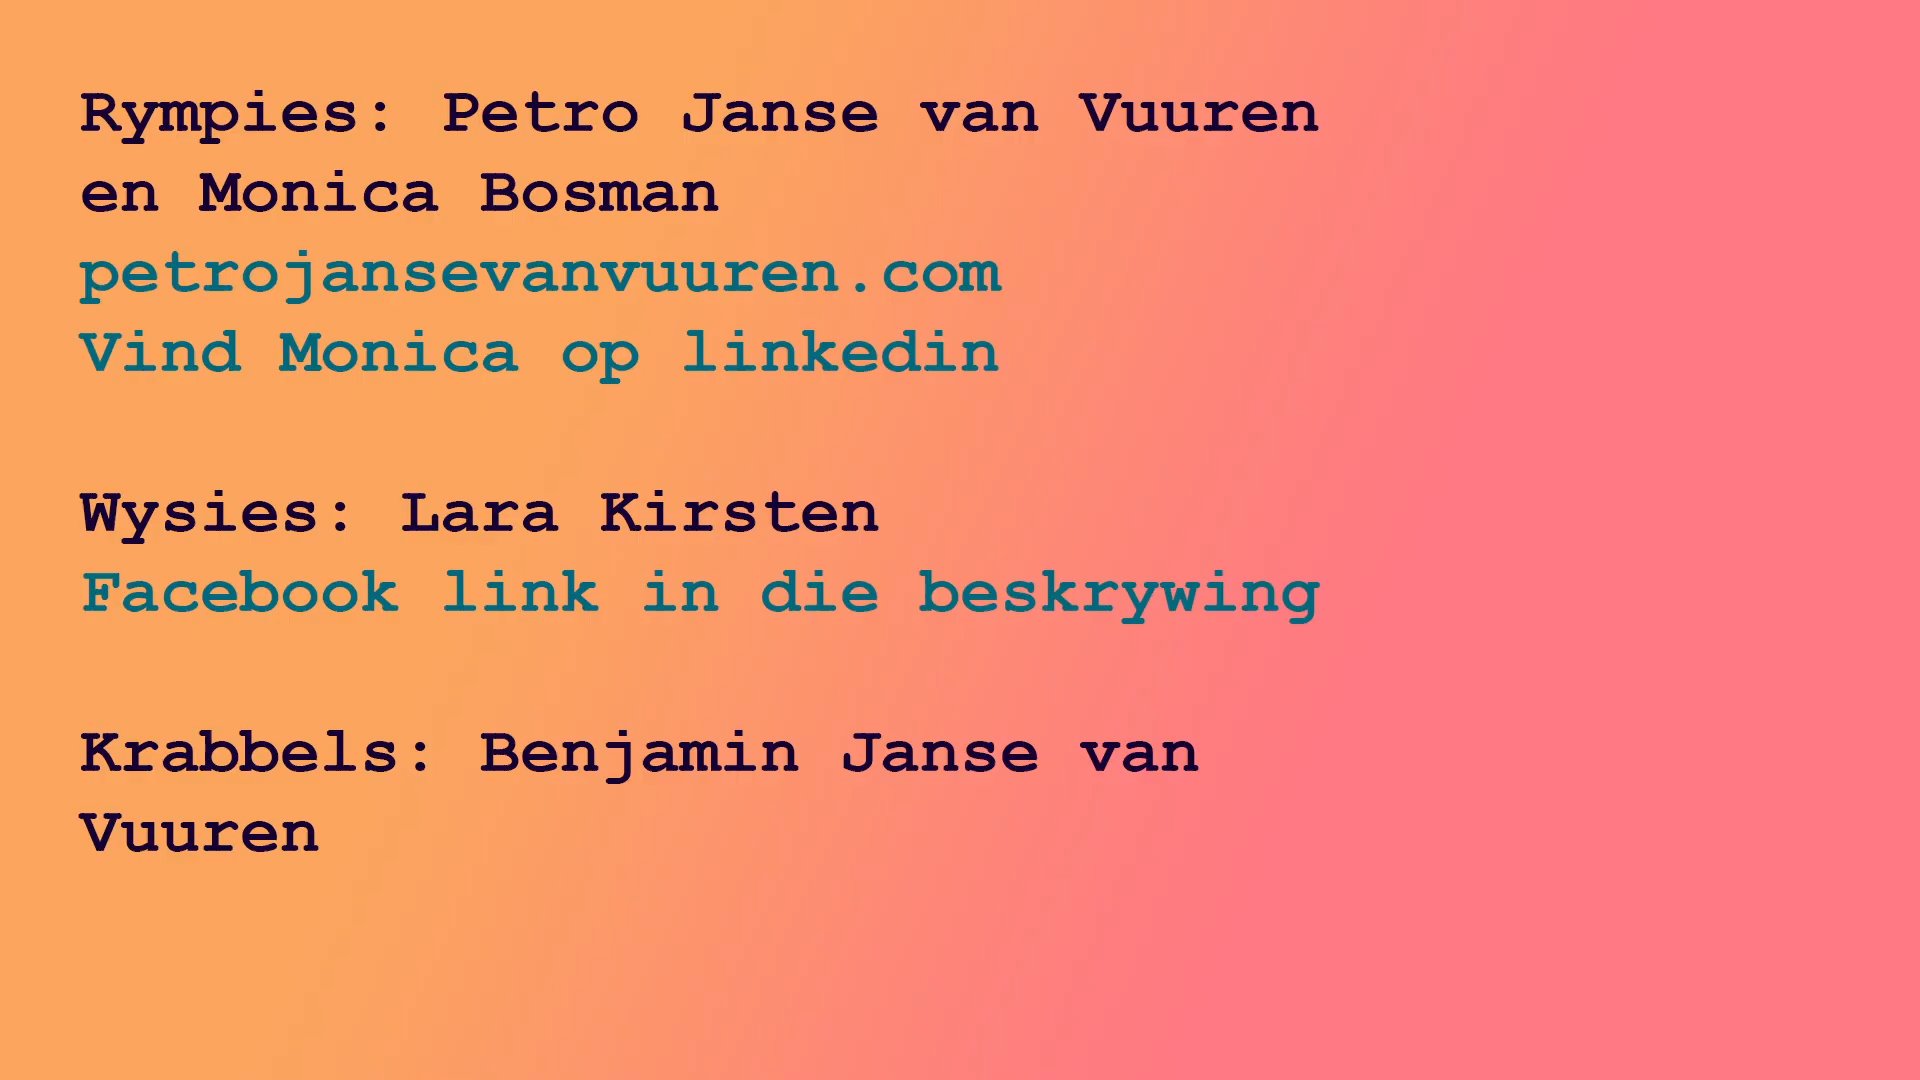 Rympies: Petro Janse van Vuuren
en Monica Bosman
petrojansevanvuuren.com
Vind Monica op linkedin
Wysies: Lara Kirsten
Facebook link in die beskrywing
Krabbels: Benjamin Janse van
Vuuren